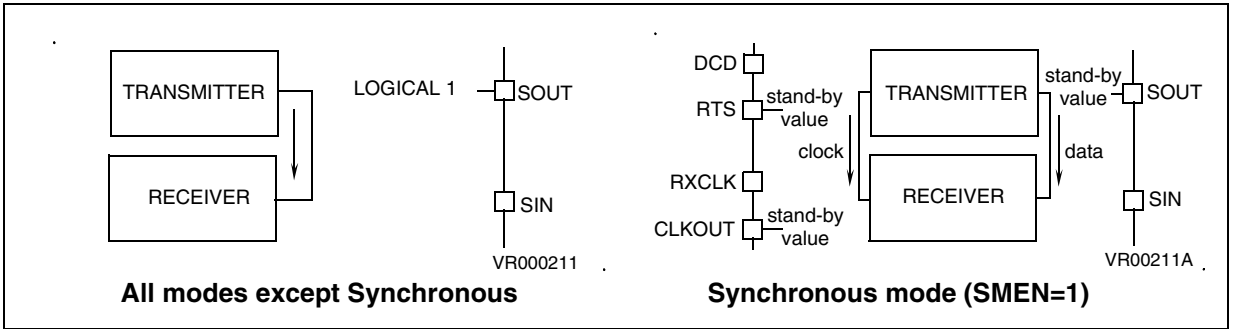 TRANSMITTER
RECEIVER
LOGICAL 1
SOUT
SIN
VR000211
All modes except Synchronous
DCD
RTS
stand-by
value
clock
RXCLK
CLKOUT
stand-by
value
TRANSMITTER
RECEIVER
data
stand-by
value
SOUT
SIN
VR00211A
Synchronous mode (SMEN=1)